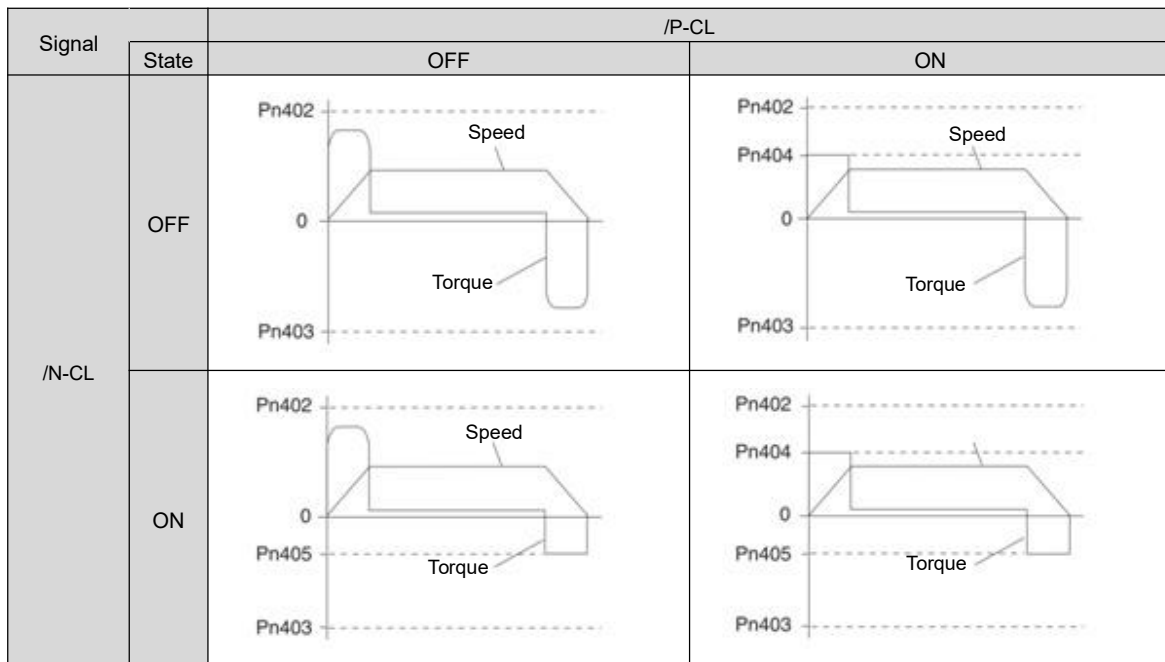 Signal
/P-CL
State
OFF
ON
/N-CL
OFF
Pn402
Speed
0
Torque
Pn403
Pn402
Pn404
Speed
0
Torque
Pn403
ON
Pn402
Speed
0
Pn405
Torque
Pn403
Pn402
Pn404
0
Pn405
Torque
Pn403